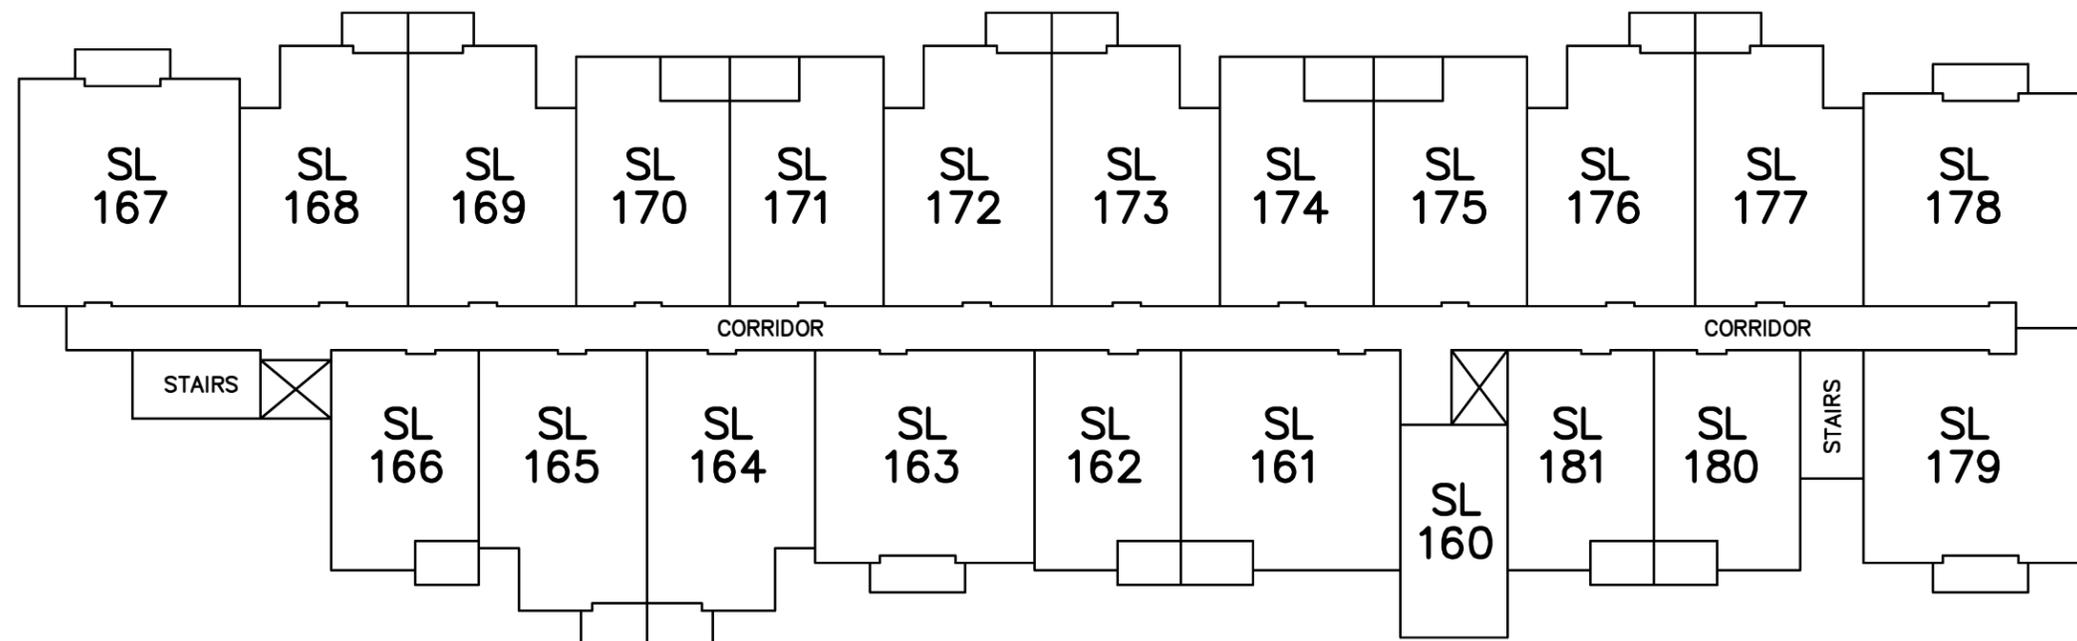 SL
167
SL
168
SL
169
SL
170
SL
171
SL
172
SL
173
SL
174
SL
175
SL
176
SL
177
SL
178
CORRIDOR
CORRIDOR
STAIRS
SL
166
SL
165
SL
164
SL
163
SL
162
SL
161
SL
160
SL
181
SL
180
STAIRS
SL
179